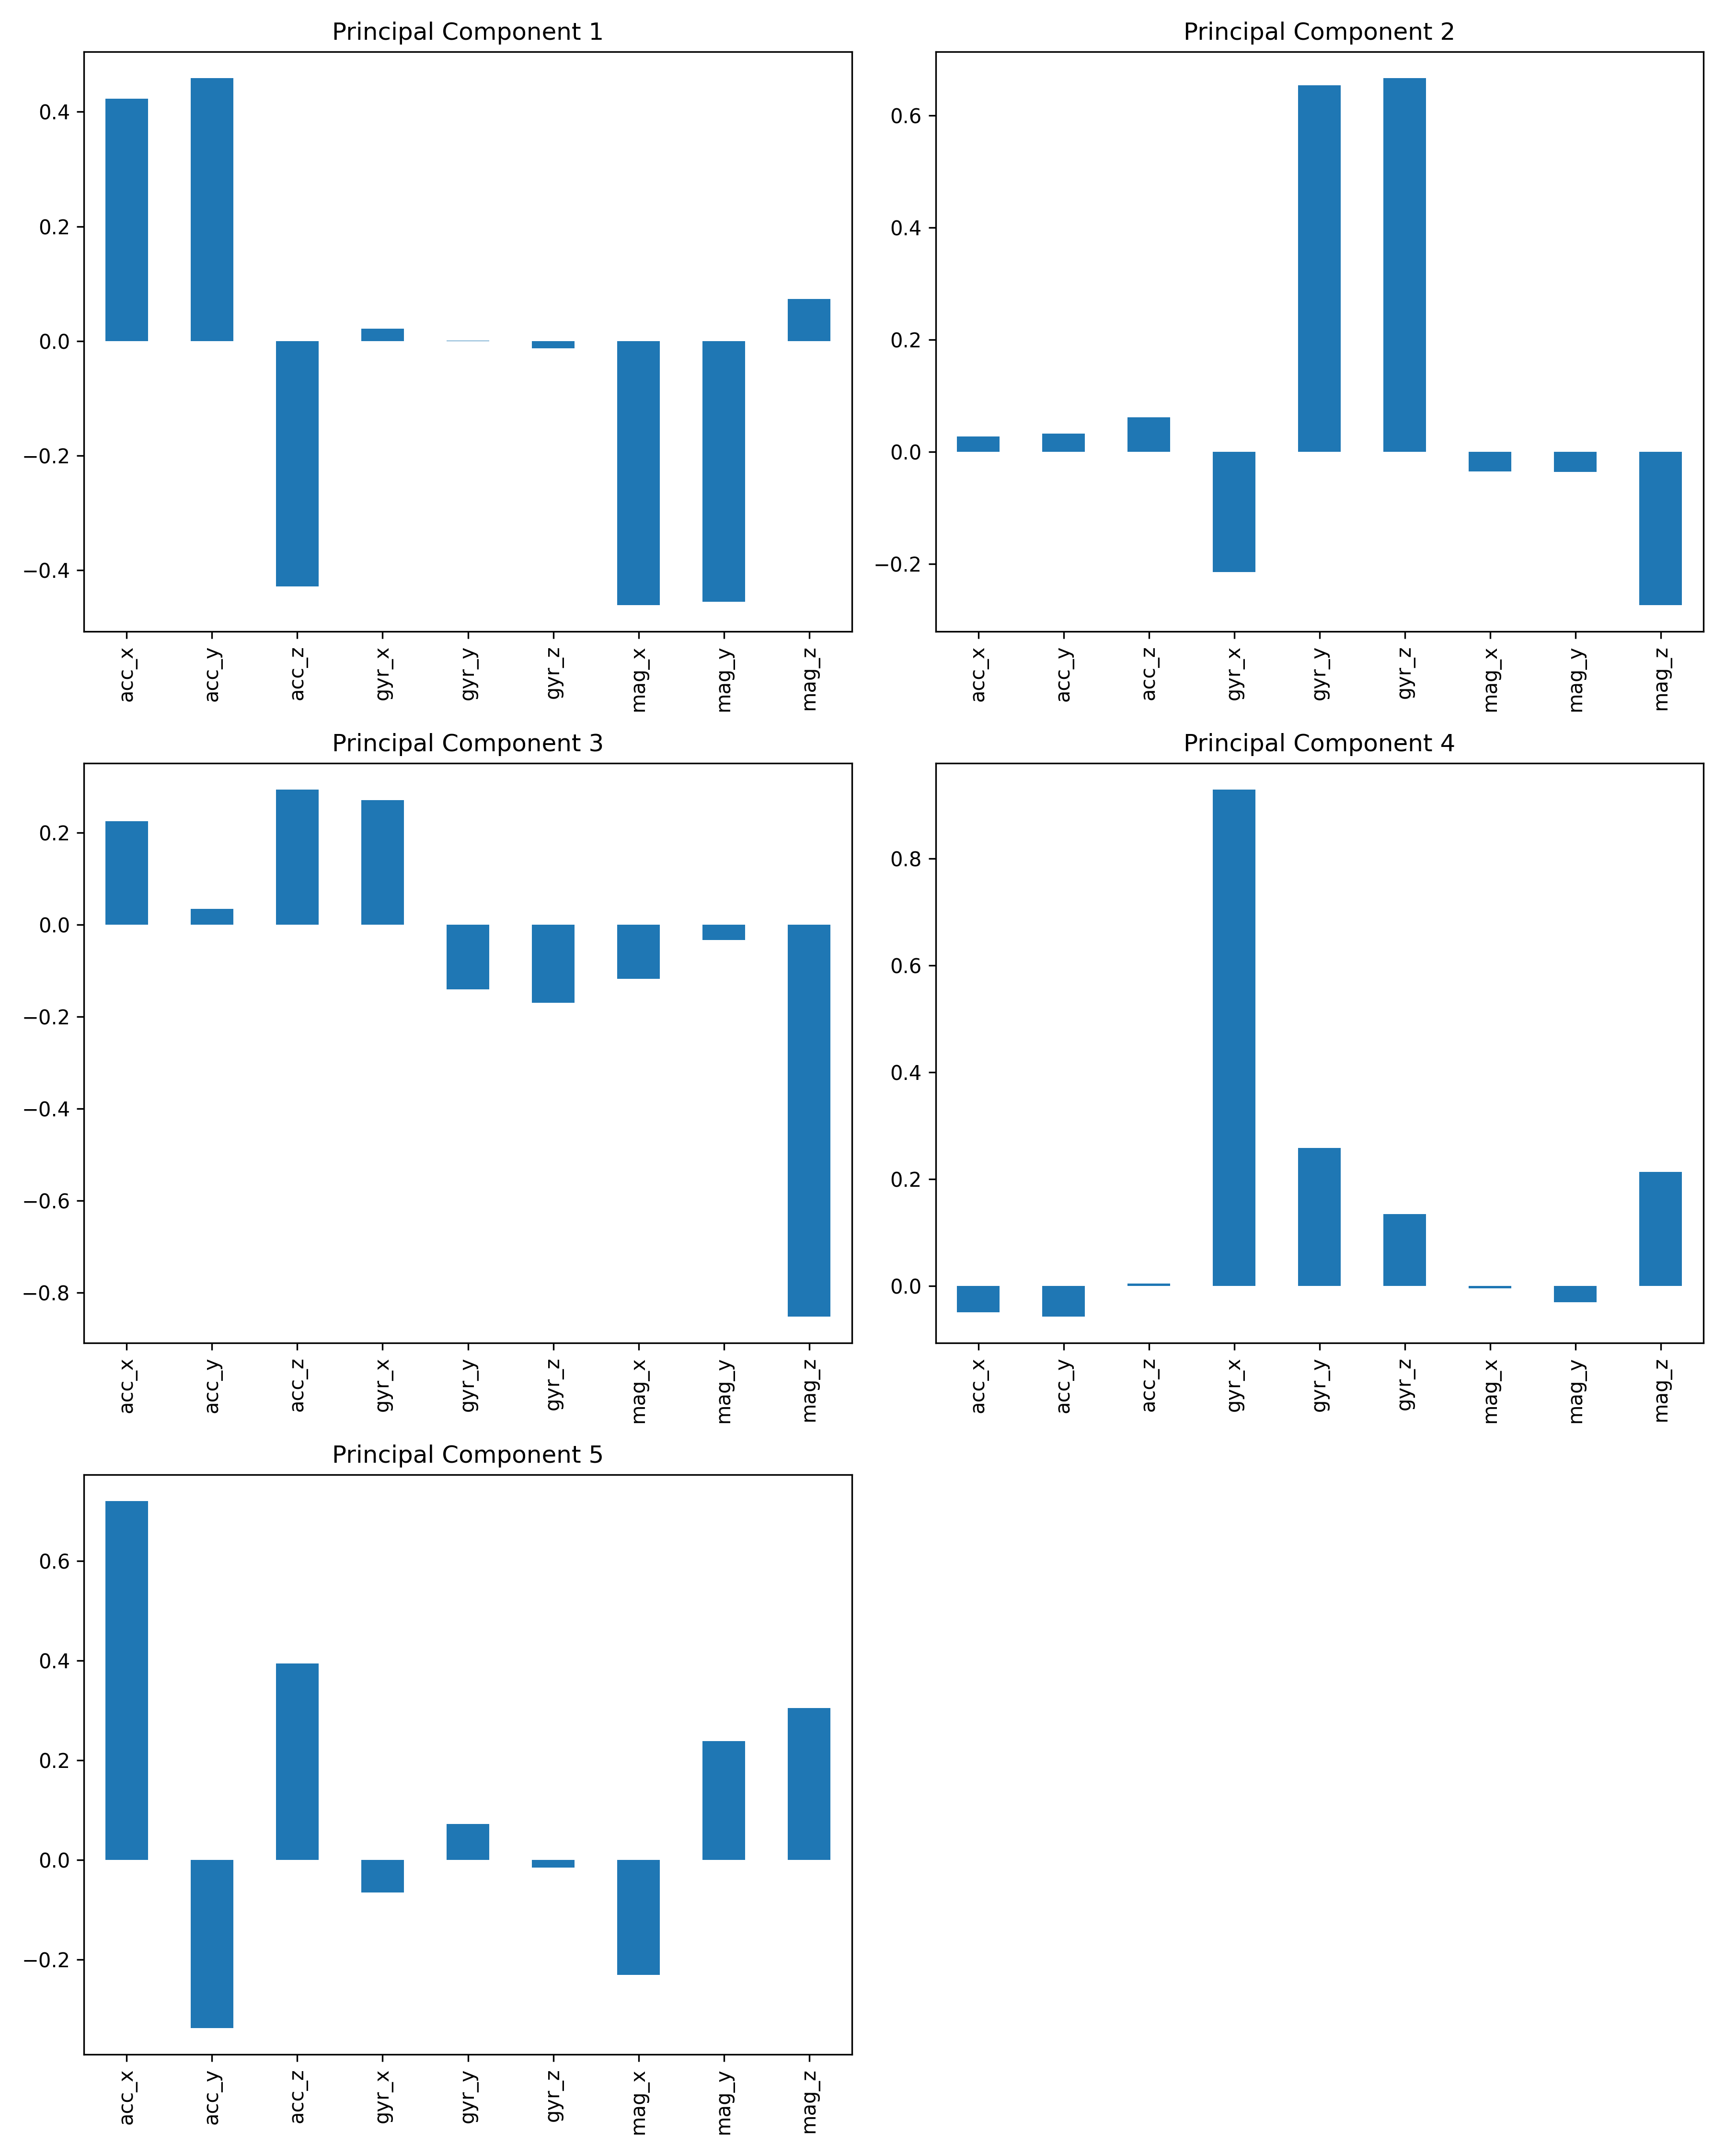 Principal Component 1
0.4
0.2
0.0
−0.2
−0.4
acc_x
acc_y
acc_z
gyr_x
gyr_y
gyr_z
mag_x
mag_y
mag_z
Principal Component 2
0.6
0.4
0.2
0.0
−0.2
acc_x
acc_y
acc_z
gyr_x
gyr_y
gyr_z
mag_x
mag_y
mag_z
Principal Component 3
0.2
0.0
−0.2
−0.4
−0.6
−0.8
acc_x
acc_y
acc_z
gyr_x
gyr_y
gyr_z
mag_x
mag_y
mag_z
Principal Component 4
0.8
0.6
0.4
0.2
0.0
acc_x
acc_y
acc_z
gyr_x
gyr_y
gyr_z
mag_x
mag_y
mag_z
Principal Component 5
0.6
0.4
0.2
0.0
−0.2
acc_x
acc_y
acc_z
gyr_x
gyr_y
gyr_z
mag_x
mag_y
mag_z